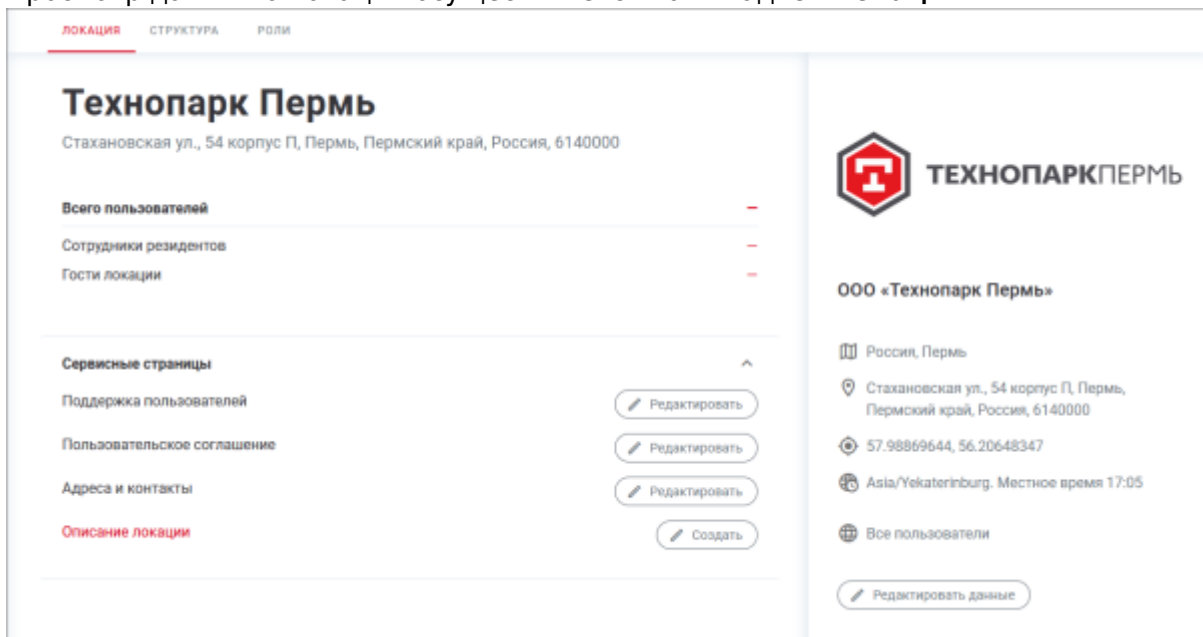 ЛОКАЦИЯ СТРУКТУРА РОЛИ
Технопарк Пермь
Стахановская ул., 54 корпус П, Пермь, Пермский край, Россия, 6140000
Всего пользователей –
Сотрудники резидентов –
Гости локации –
Сервисные страницы
Поддержка пользователей Редактировать
Пользовательское соглашение Редактировать
Адреса и контакты Редактировать
Описание локации Создать
ТЕХНОПАРКПЕРМЬ
ООО «Технопарк Пермь»
Россия, Пермь
Стахановская ул., 54 корпус П, Пермь,
Пермский край, Россия, 6140000
57.98869644, 56.20648347
Asia/Yekaterinburg. Местное время 17:05
Все пользователи
Редактировать данные